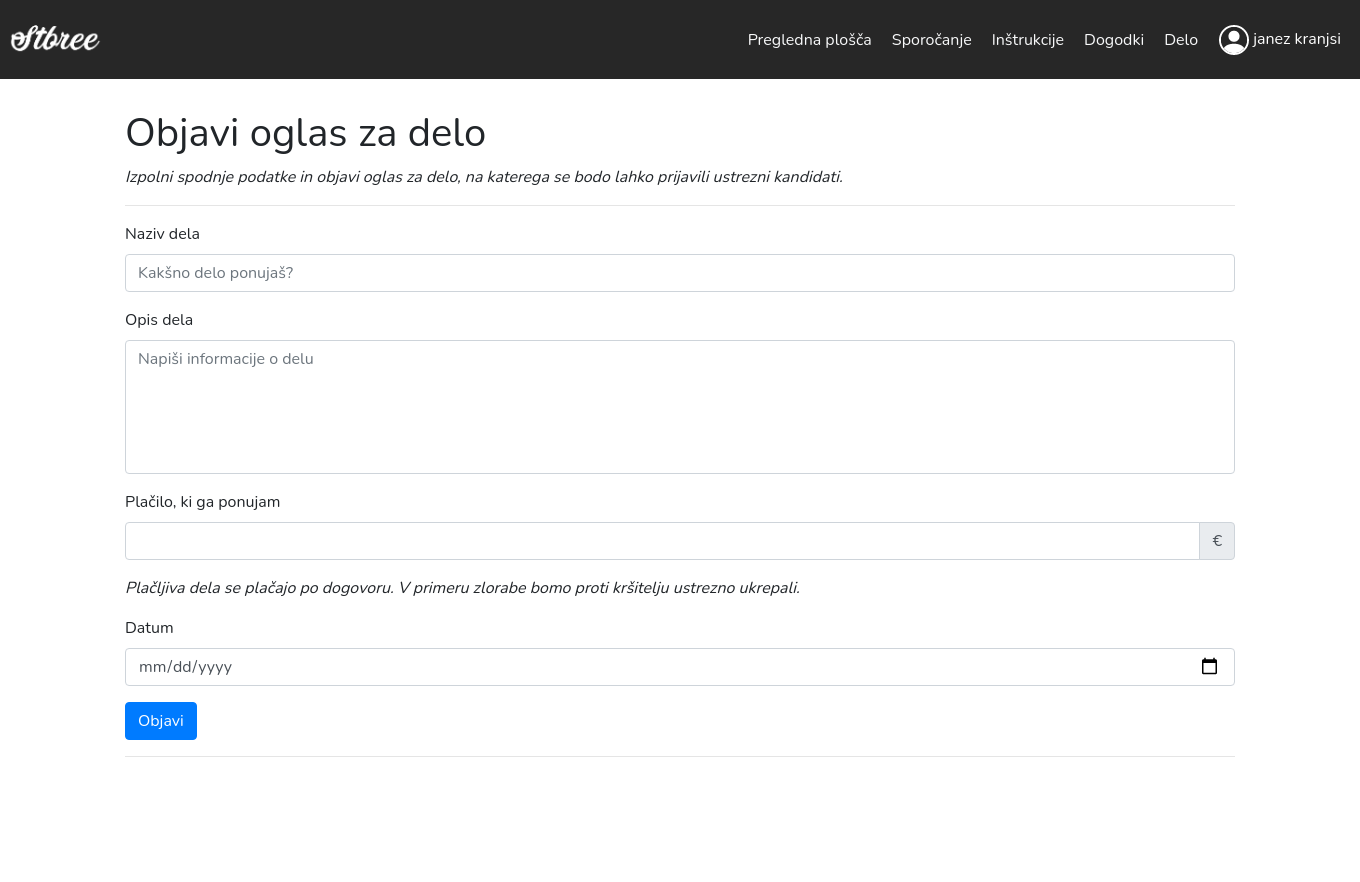 Stbree
Pregledna plošča Sporočanje Inštrukcije Dogodki Delo janez kranjsi
Objavi oglas za delo
Izpolni spodnje podatke in objavi oglas za delo, na katerega se bodo lahko prijavili ustrezni kandidati.
Naziv dela
Kakšno delo ponujaš?
Opis dela
Napiši informacije o delu
Plačilo, ki ga ponujam
€
Plačljiva dela se plačajo po dogovoru. V primeru zlorabe bomo proti kršitelju ustrezno ukrepali.
Datum
mm/dd/yyyy
Objavi